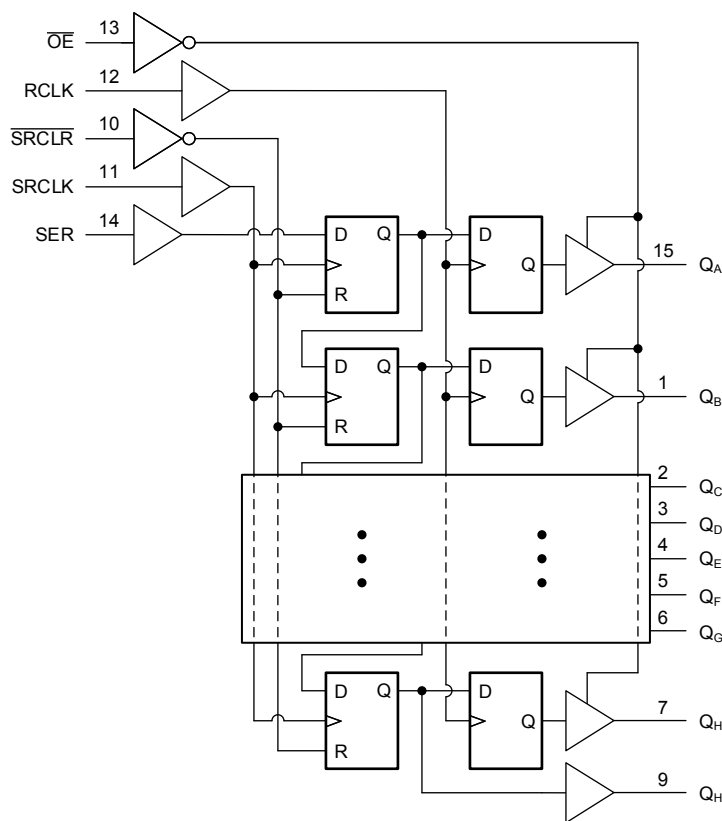 OE 13
RCLK 12
SRCLR 10
SRCLK 11
SER 14
D Q D
Q 15 QA
R
D Q D
Q 1 QB
R
2 QC
3 QD
4 QE
5 QF
6 QG
D Q D
Q 7 QH
R
9 QH